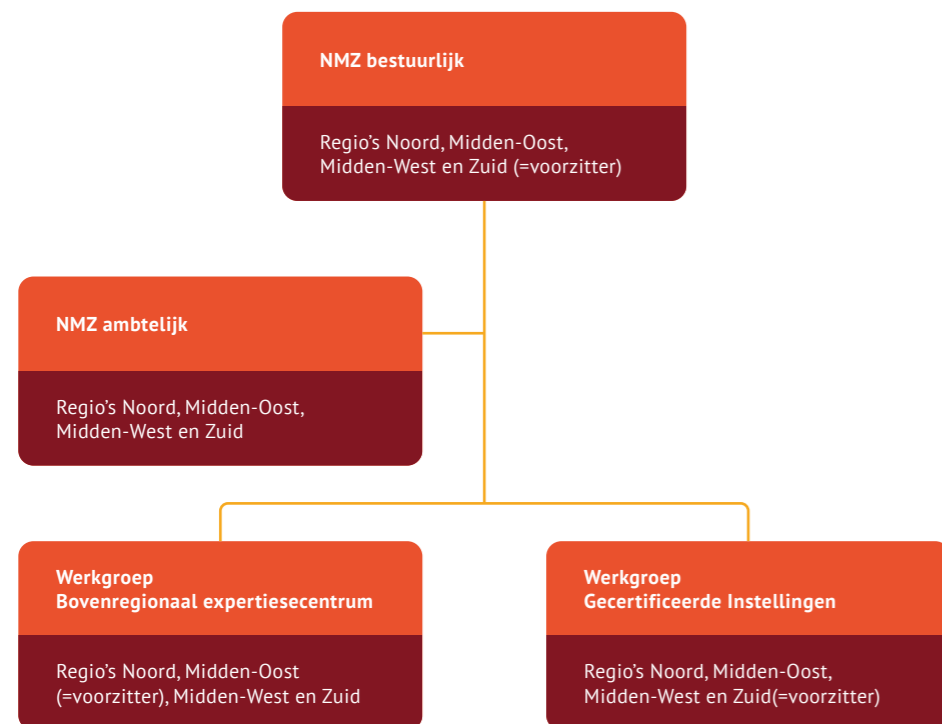 NMZ bestuurlijk
Regio’s Noord, Midden-Oost,
Midden-West en Zuid (=voorzitter)
NMZ ambtelijk
Regio’s Noord, Midden-Oost,
Midden-West en Zuid
Werkgroep
Bovenregionaal expertiesecentrum
Regio’s Noord, Midden-Oost
(=voorzitter), Midden-West en Zuid
Werkgroep
Gecertificeerde Instellingen
Regio’s Noord, Midden-Oost,
Midden-West en Zuid(=voorzitter)